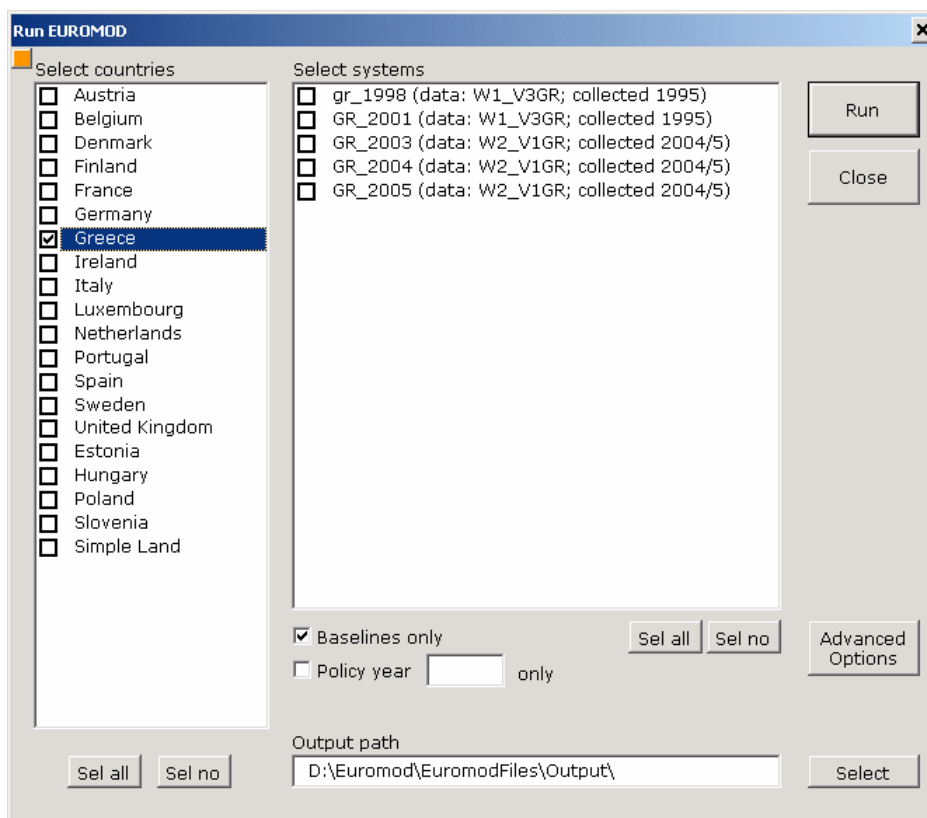 Run EUROMOD
Select countries
Austria
Belgium
Denmark
Finland
France
Germany
Greece
Ireland
Italy
Luxembourg
Netherlands
Portugal
Spain
Sweden
United Kingdom
Estonia
Hungary
Poland
Slovenia
Simple Land
Sel all
Sel no
Select systems
gr_1998 (data: W1_V3GR; collected 1995)
GR_2001 (data: W1_V3GR; collected 1995)
GR_2003 (data: W2_V1GR; collected 2004/5)
GR_2004 (data: W2_V1GR; collected 2004/5)
GR_2005 (data: W2_V1GR; collected 2004/5)
Baselines only
Sel all
Sel no
Policy year
only
Output path
D:\Euromod\EuromodFiles\Output\
Run
Close
Advanced
Options
Select